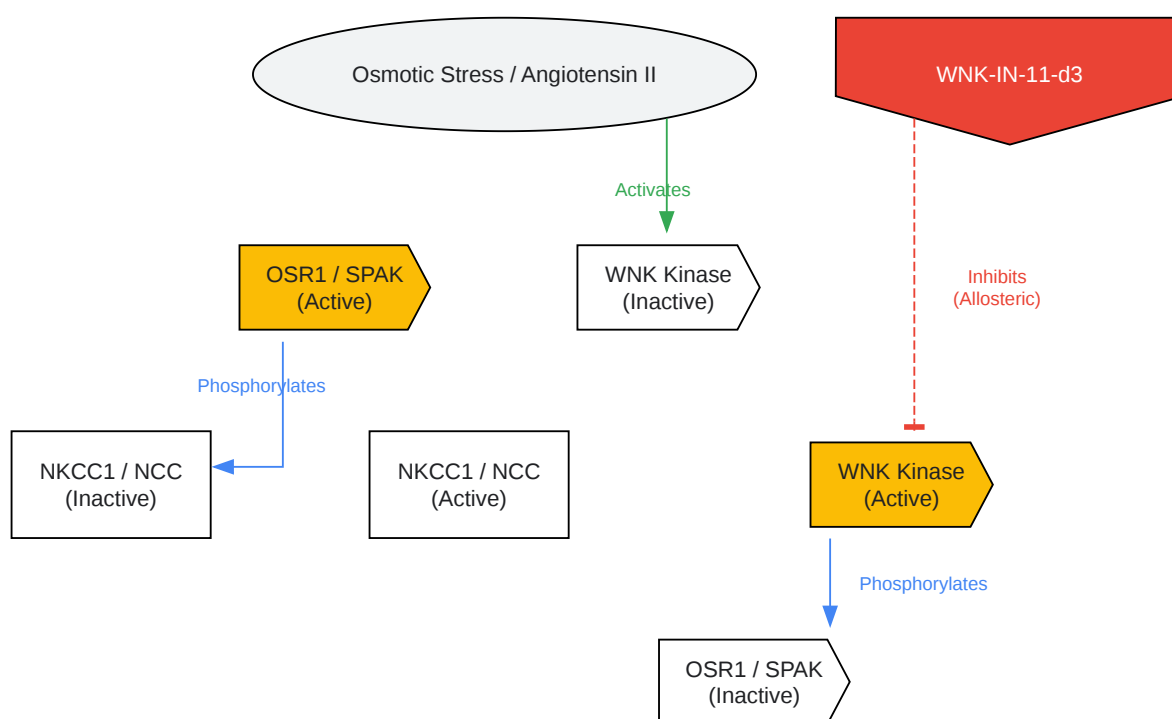 Osmotic Stress / Angiotensin II
WNK-IN-11-d3
Activates
OSR1 / SPAK
(Active)
WNK Kinase
(Inactive)
Inhibits
(Allosteric)
Phosphorylates
NKCC1 / NCC
(Inactive)
NKCC1 / NCC
(Active)
WNK Kinase
(Active)
Phosphorylates
OSR1 / SPAK
(Inactive)